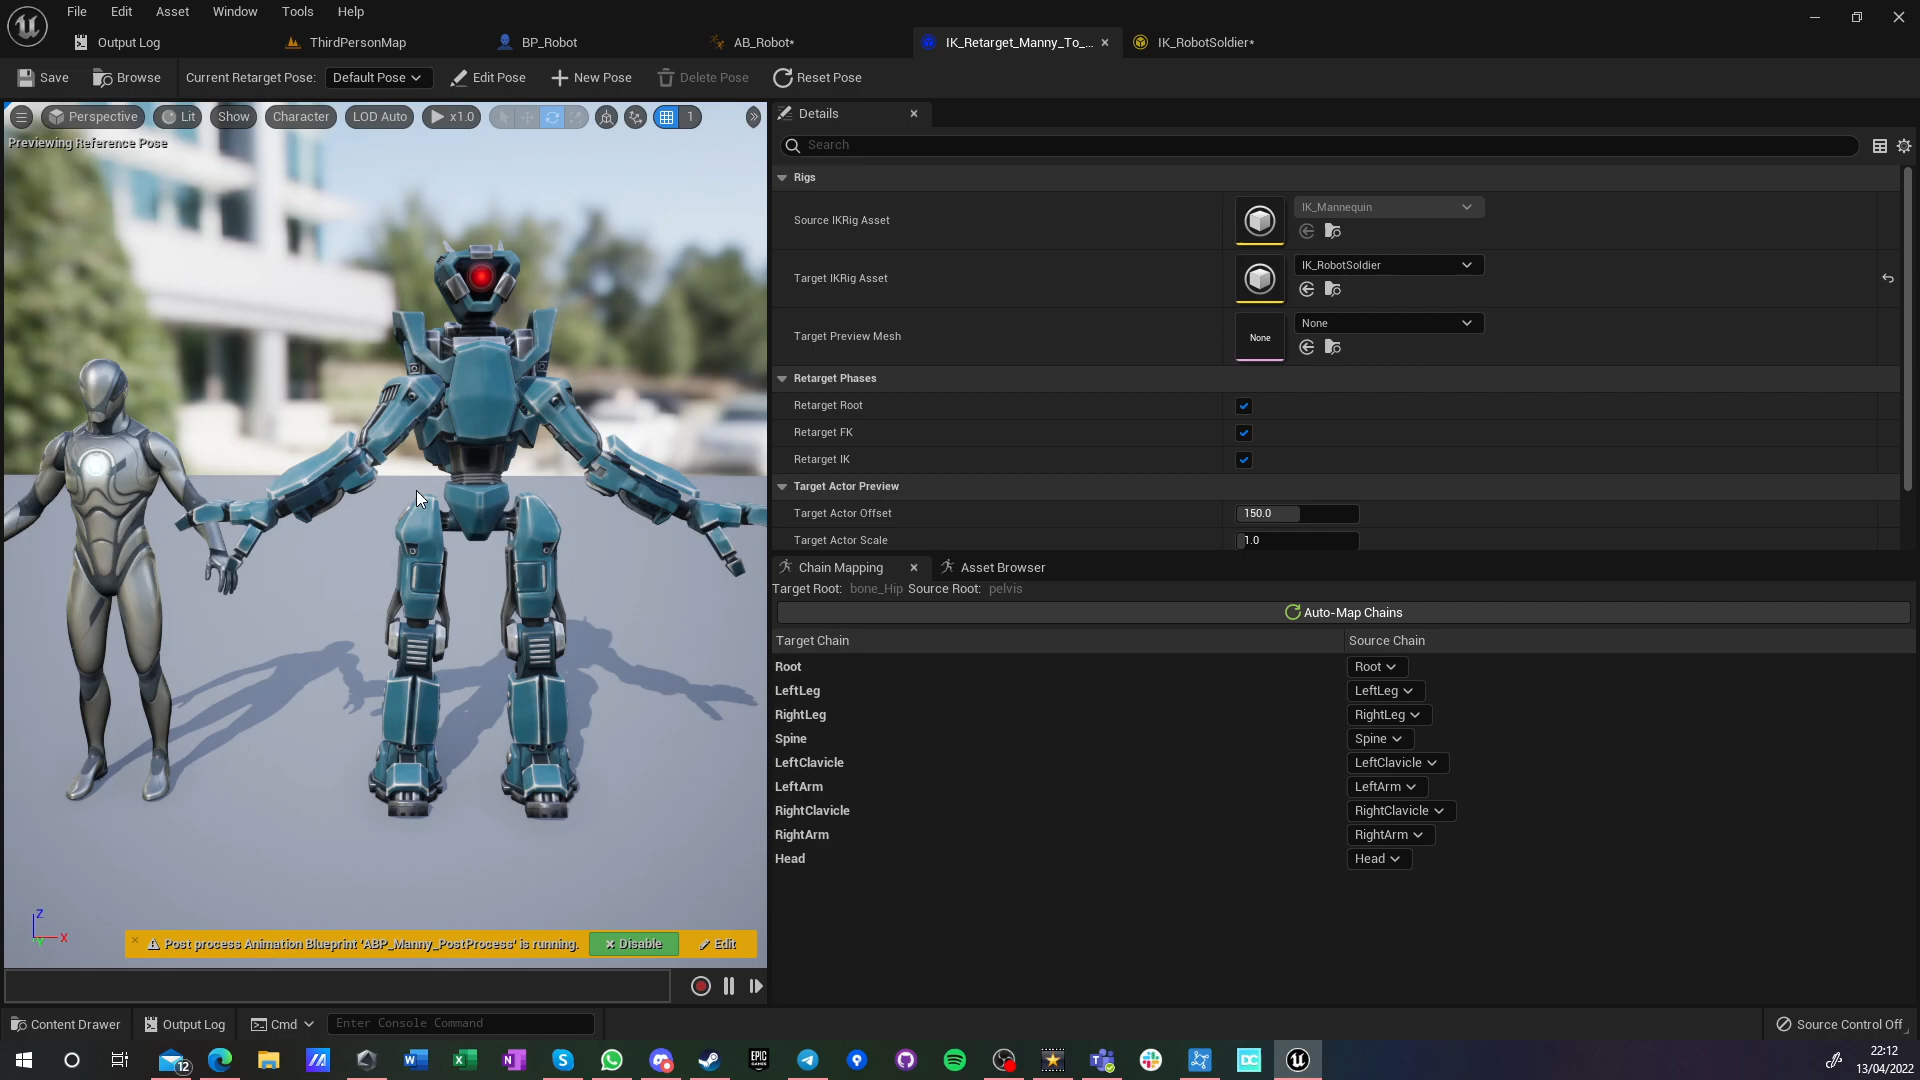 File Edit Asset Window Tools Help
Output Log ThirdPersonMap BP_Robot AB_Robot* IK_Retarget_Manny_To_... IK_RobotSoldier*
Save Browse Current Retarget Pose: Default Pose Edit Pose New Pose Delete Pose Reset Pose
Perspective Lit Show Character LOD Auto x1.0 1
Previewing Reference Pose
Details
Search
Rigs
Source IKRig Asset IK_Mannequin
Target IKRig Asset IK_RobotSoldier
Target Preview Mesh None None
Retarget Phases
Retarget Root
Retarget FK
Retarget IK
Target Actor Preview
Target Actor Offset 150.0
Target Actor Scale 1.0
Chain Mapping Asset Browser
Target Root: bone_Hip Source Root: pelvis
Auto-Map Chains
Target Chain Source Chain
Root Root
LeftLeg LeftLeg
RightLeg RightLeg
Spine Spine
LeftClavicle LeftClavicle
LeftArm LeftArm
RightClavicle RightClavicle
RightArm RightArm
Head Head
Z
X
Y
Post process Animation Blueprint 'ABP_Manny_PostProcess' is running. Disable Edit
Content Drawer Output Log Cmd Enter Console Command Source Control Off
12
EPIC GAMES
DC
22:12
13/04/2022